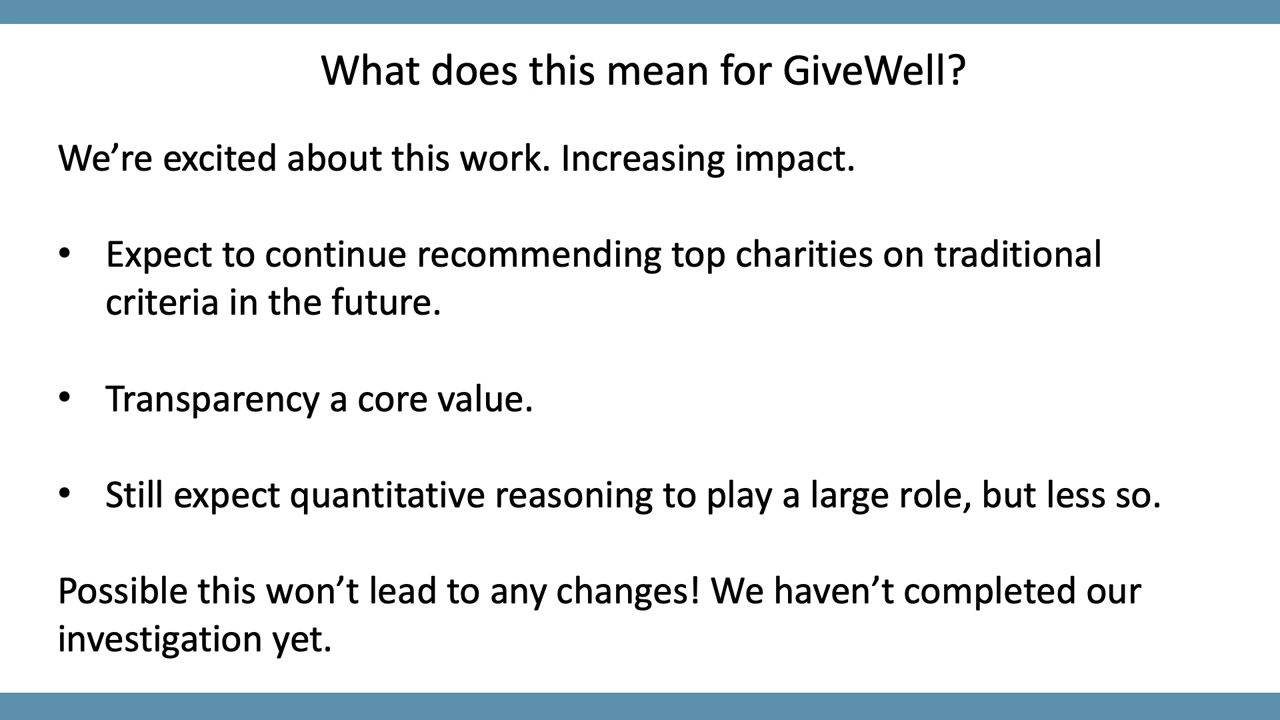 What does this mean for GiveWell?
We’re excited about this work. Increasing impact.
• Expect to continue recommending top charities on traditional
criteria in the future.
• Transparency a core value.
• Still expect quantitative reasoning to play a large role, but less so.
Possible this won’t lead to any changes! We haven’t completed our
investigation yet.